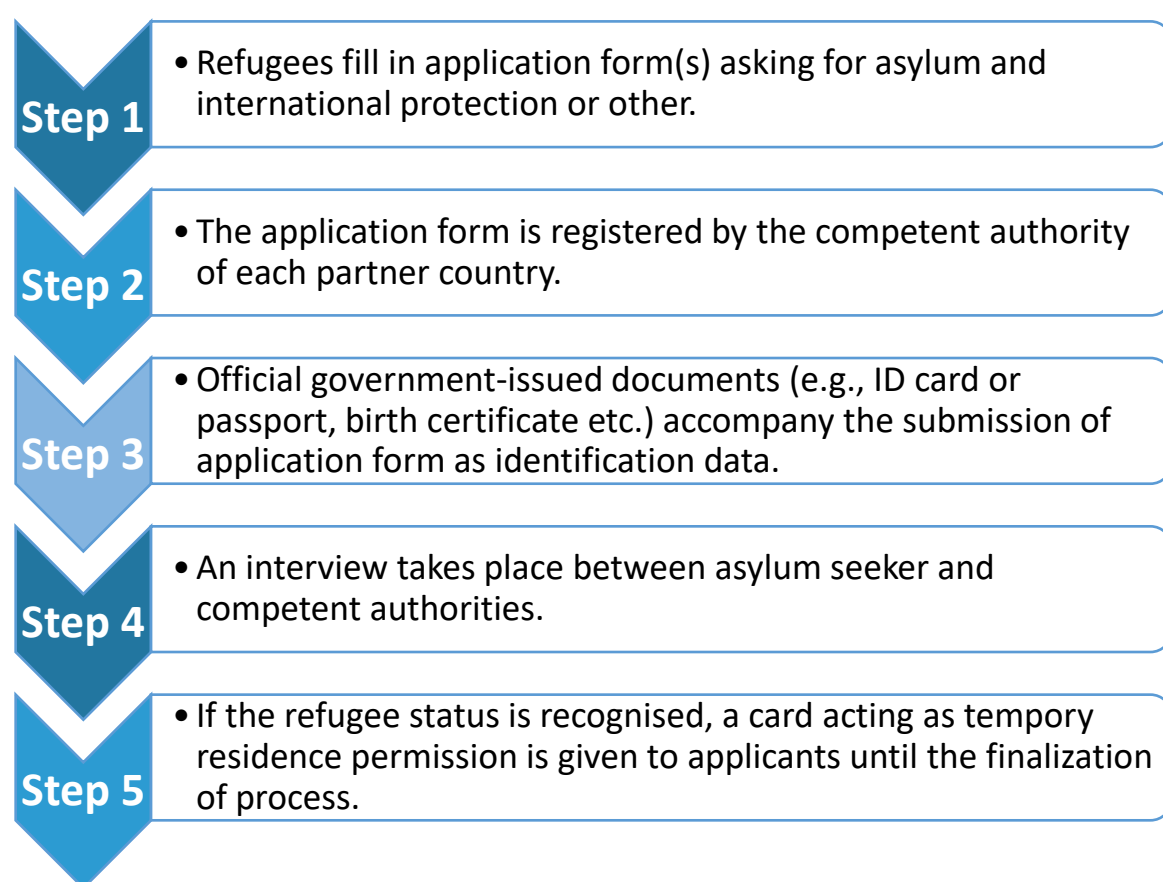 Step 1
• Refugees fill in application form(s) asking for asylum and
international protection or other.
Step 2
• The application form is registered by the competent authority
of each partner country.
Step 3
• Official government-issued documents (e.g., ID card or
passport, birth certificate etc.) accompany the submission of
application form as identification data.
Step 4
• An interview takes place between asylum seeker and
competent authorities.
Step 5
• If the refugee status is recognised, a card acting as tempory
residence permission is given to applicants until the finalization
of process.